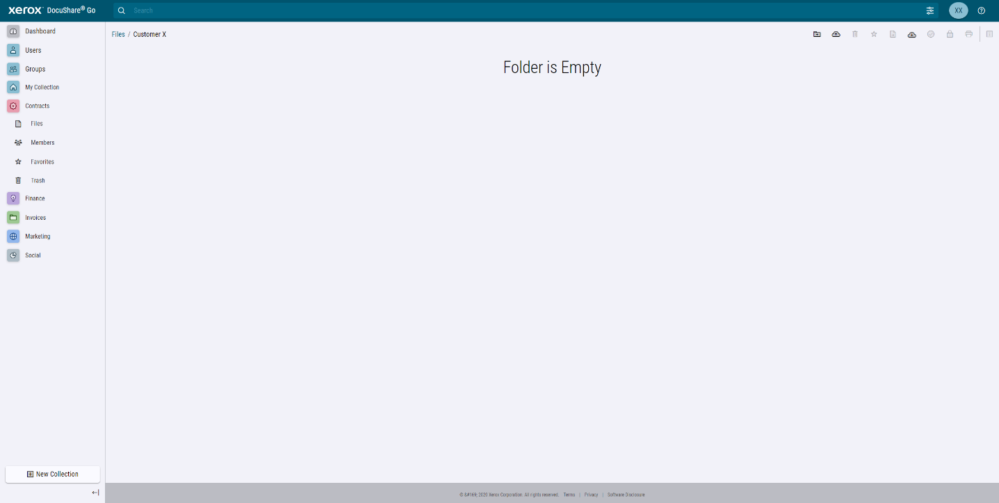 xerox™ DocuShare® Go
Search
XX
Dashboard
Users
Groups
My Collection
Contracts
Files
Members
Favorites
Trash
Finance
Invoices
Marketing
Social
New Collection
Files / Customer X
Folder is Empty
© &#169; 2020 Xerox Corporation. All rights reserved. Terms | Privacy | Software Disclosure